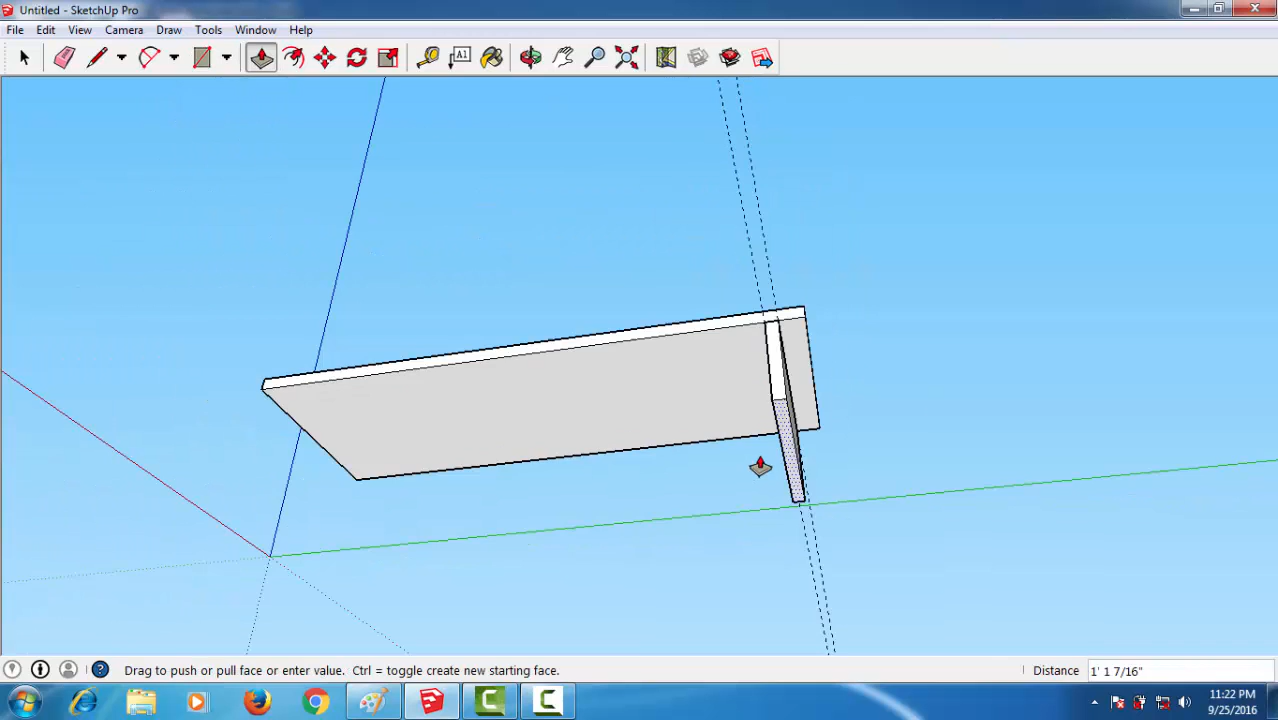 Untitled - SketchUp Pro
File Edit View Camera Draw Tools Window Help
A1
Drag to push or pull face or enter value. Ctrl = toggle create new starting face.
Distance 1' 1 7/16"
11:22 PM
9/25/2016